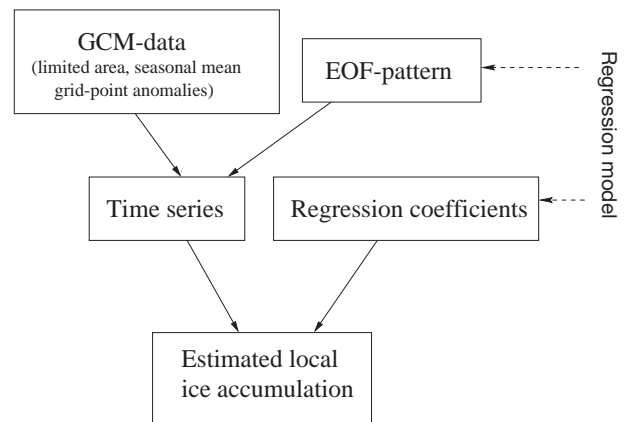 GCM-data
(limited area, seasonal mean
grid-point anomalies)
EOF-pattern
Regression model
Time series
Regression coefficients
Estimated local
ice accumulation